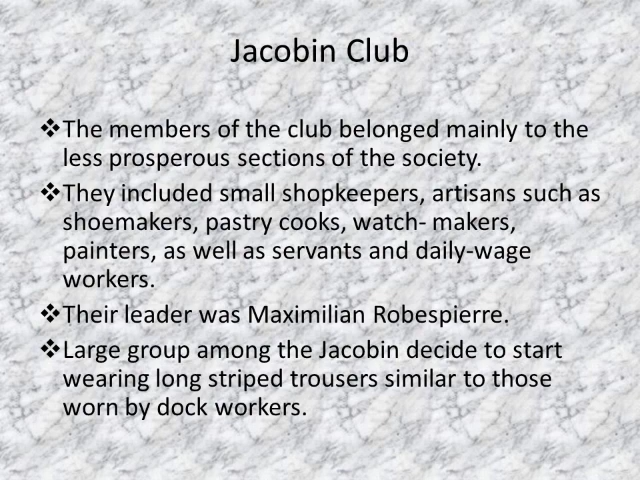 Jacobin Club
❖The members of the club belonged mainly to the
less prosperous sections of the society.
❖They included small shopkeepers, artisans such as
shoemakers, pastry cooks, watch- makers,
painters, as well as servants and daily-wage
workers.
❖Their leader was Maximilian Robespierre.
❖Large group among the Jacobin decide to start
wearing long striped trousers similar to those
worn by dock workers.